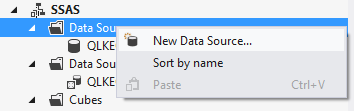 SSAS
Data Sou
New Data Source...
QLKE
Sort by name
Data Sou
Paste Ctrl+V
QLKE
Cubes